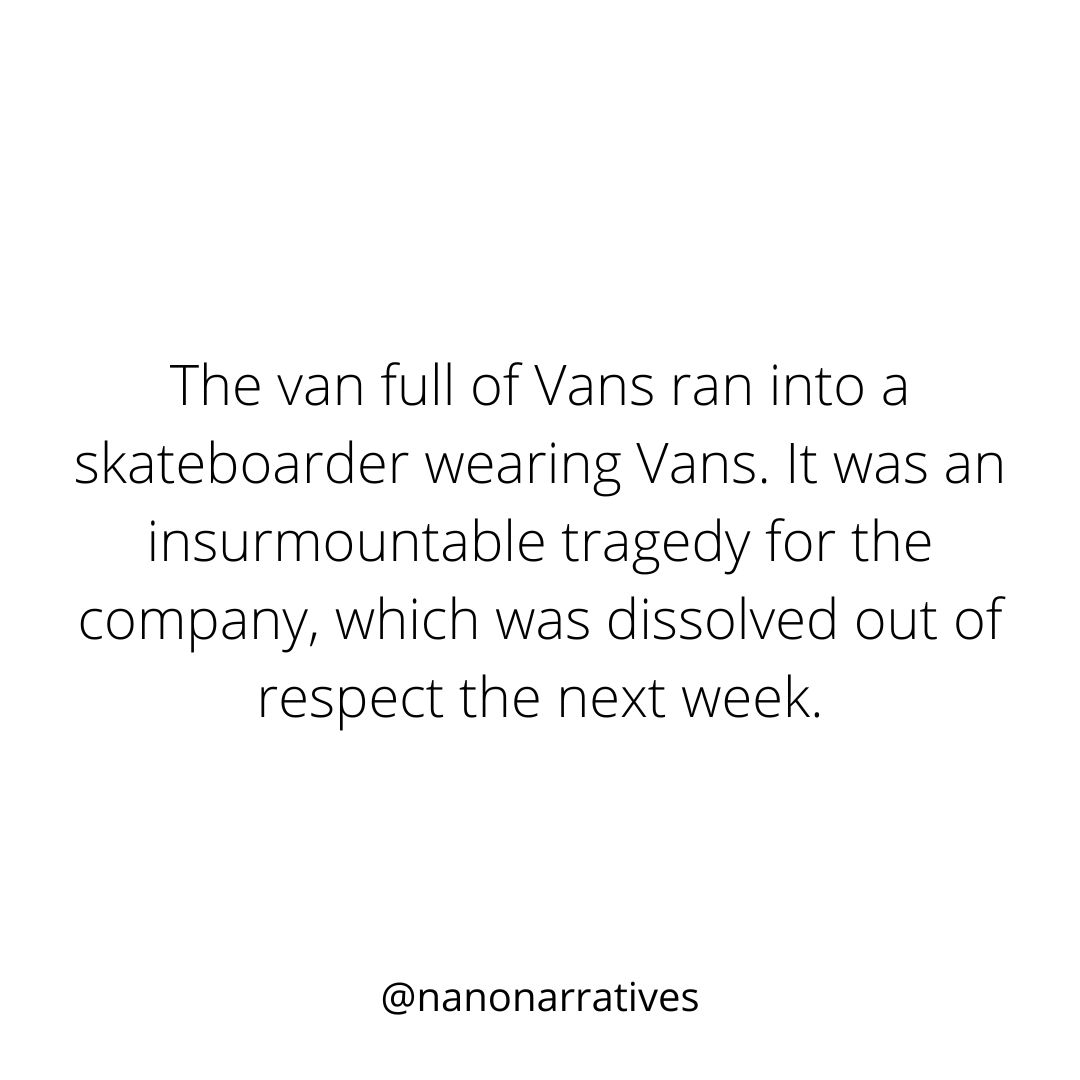 The van full of Vans ran into a
skateboarder wearing Vans. It was an
insurmountable tragedy for the
company, which was dissolved out of
respect the next week.
@nanonarratives